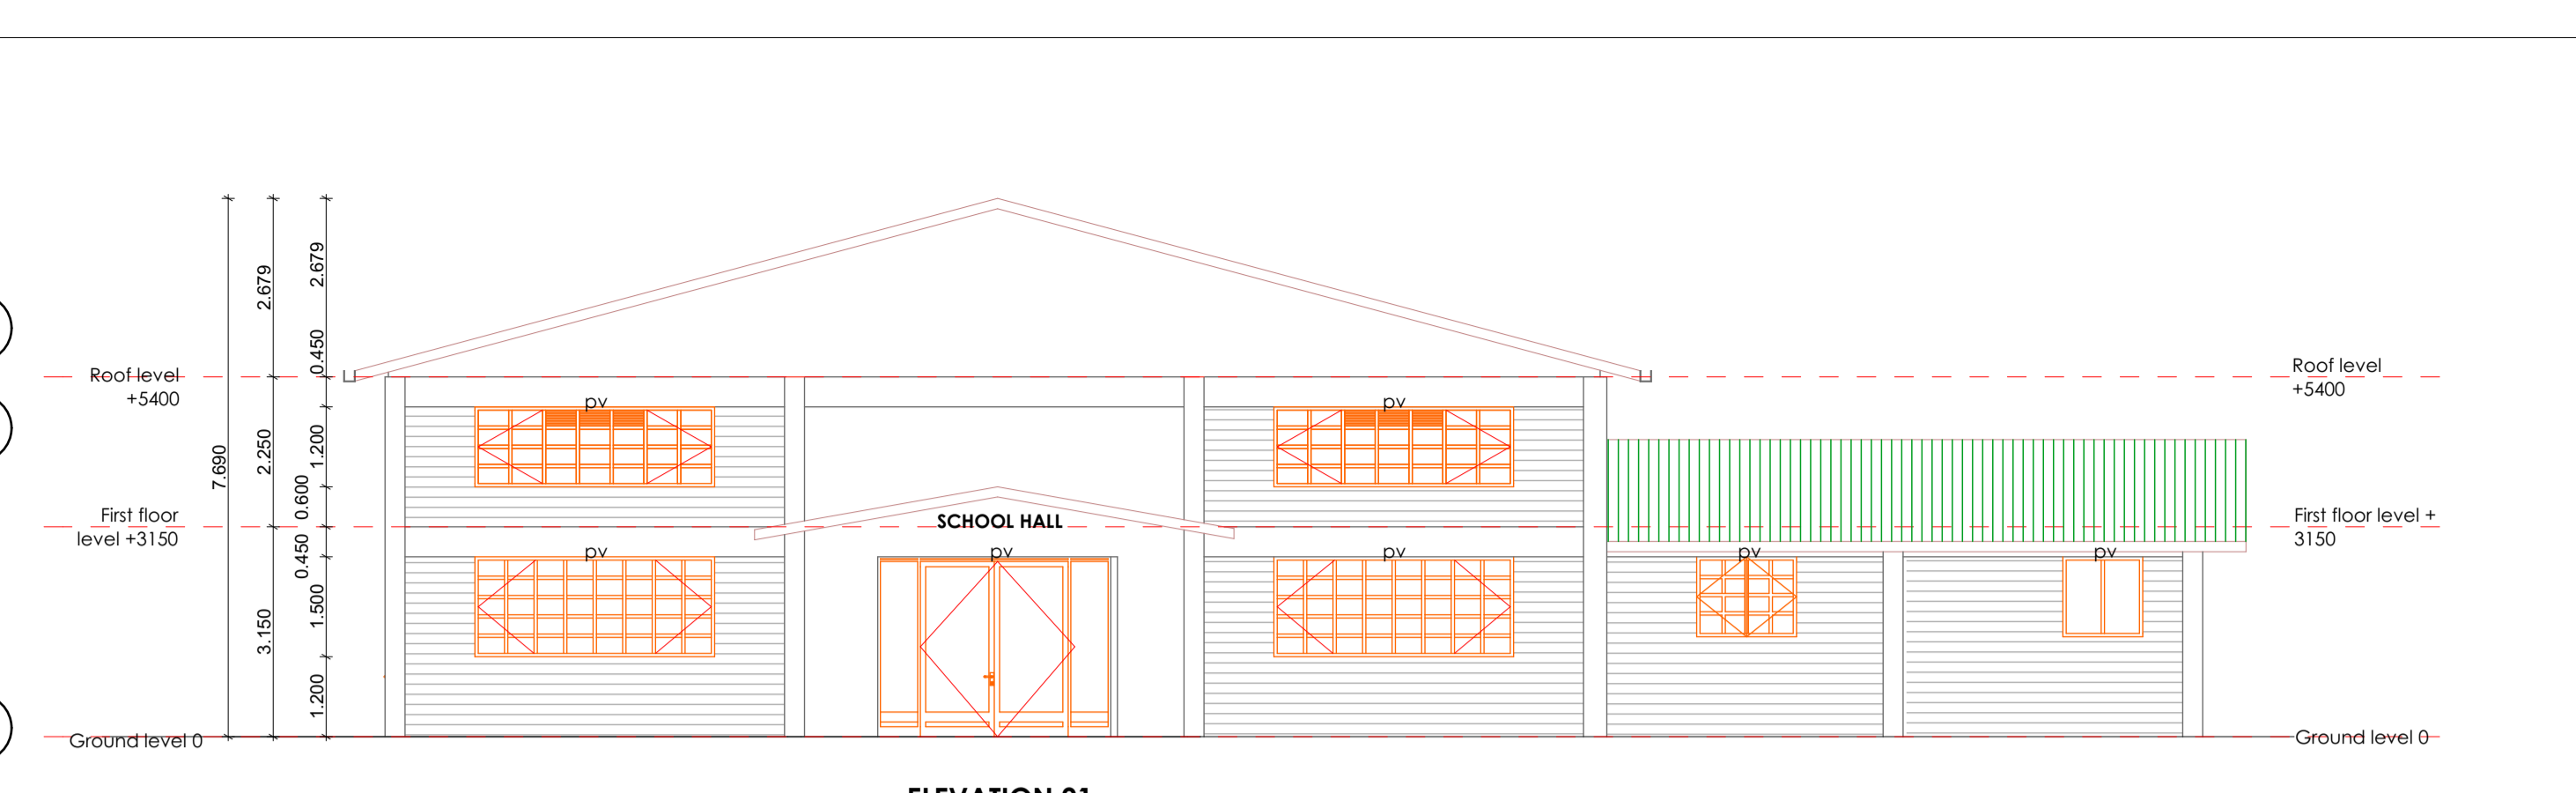 2.679
2.679
0.450
Roof level
+5400
Roof level
+5400
pv
pv
7.690
2.250
1.200
0.600
First floor
level +3150
SCHOOL HALL
First floor level +
3150
0.450
pv
pv
pv
pv
pv
3.150
1.500
1.200
Ground level 0
Ground level 0
ELEVATION 01